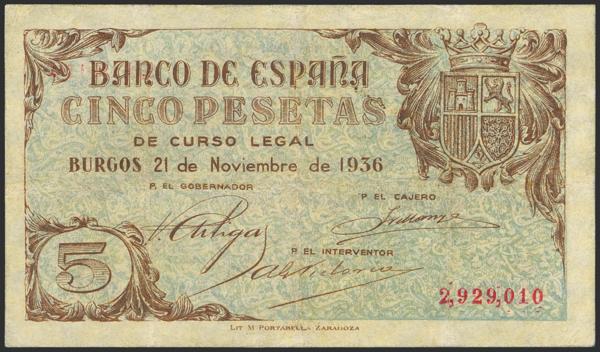 BANCO DE ESPAÑA
CINCO PESETAS
DE CURSO LEGAL
BURGOS 21 de Noviembre de 1936
P. EL GOBERNADOR
P EL CAJERO
P EL INTERVENTOR
5
2,929,010
LIT M PORTABELLA ZARAGOZA